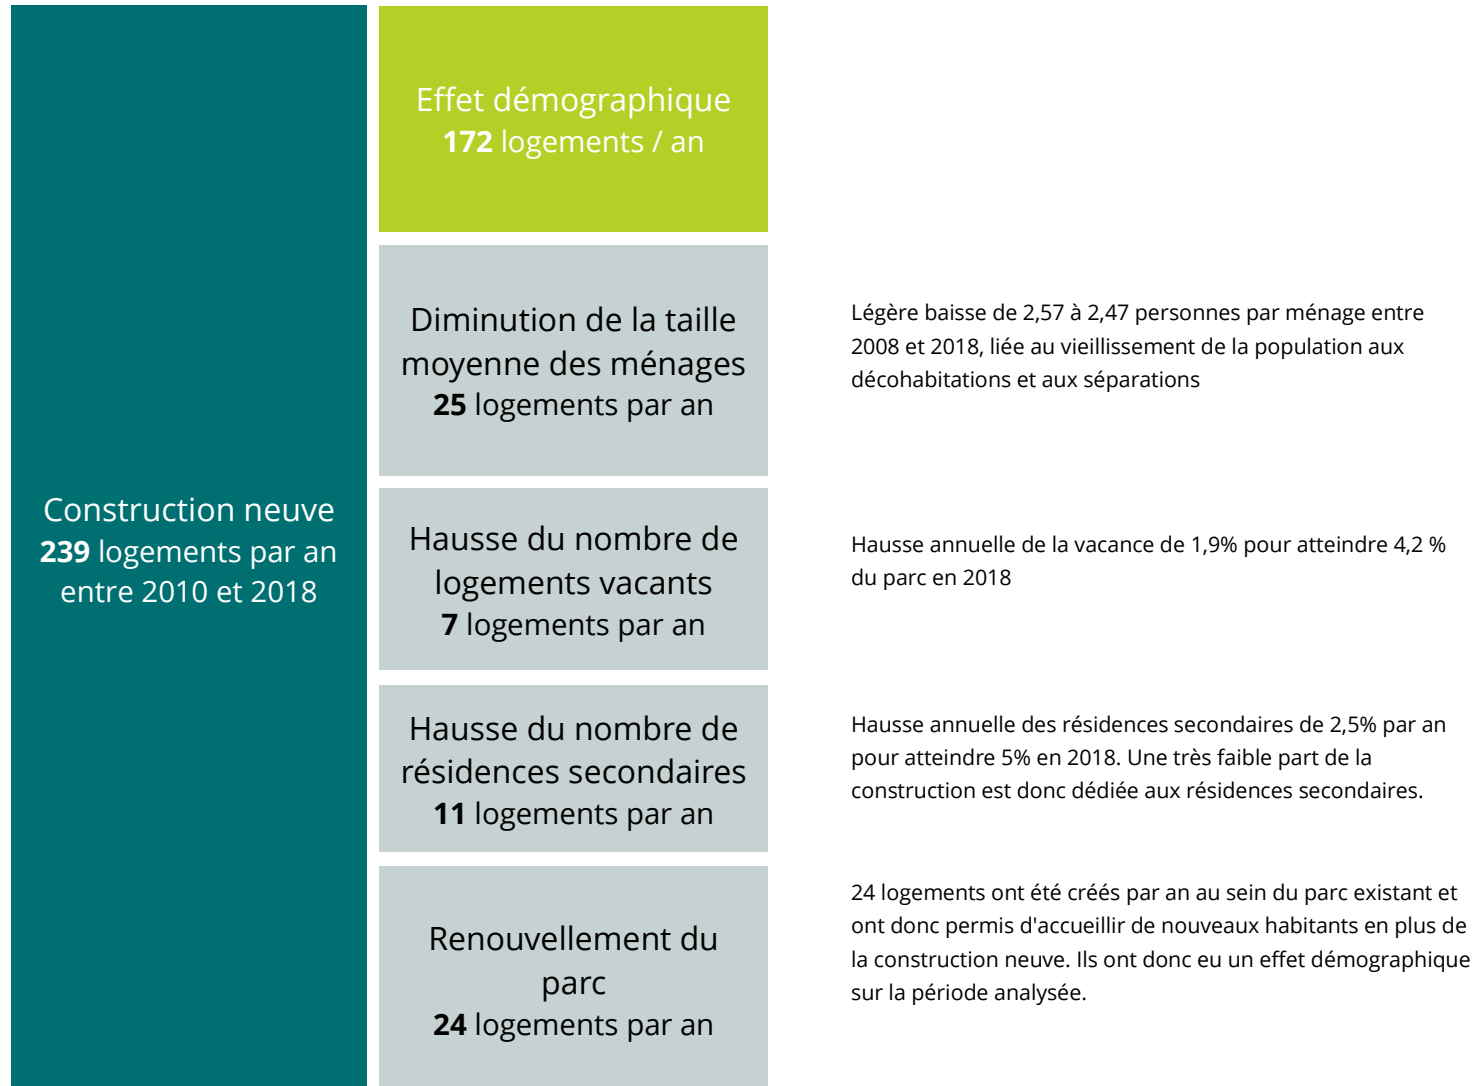 Effet démographique
172 logements / an
Diminution de la taille
moyenne des ménages
25 logements par an
Légère baisse de 2,57 à 2,47 personnes par ménage entre
2008 et 2018, liée au vieillissement de la population aux
décohabitations et aux séparations
Construction neuve
239 logements par an
entre 2010 et 2018
Hausse du nombre de
logements vacants
7 logements par an
Hausse annuelle de la vacance de 1,9% pour atteindre 4,2 %
du parc en 2018
Hausse du nombre de
résidences secondaires
11 logements par an
Hausse annuelle des résidences secondaires de 2,5% par an
pour atteindre 5% en 2018. Une très faible part de la
construction est donc dédiée aux résidences secondaires.
Renouvellement du
parc
24 logements par an
24 logements ont été créés par an au sein du parc existant et
ont donc permis d'accueillir de nouveaux habitants en plus de
la construction neuve. Ils ont donc eu un effet démographique
sur la période analysée.